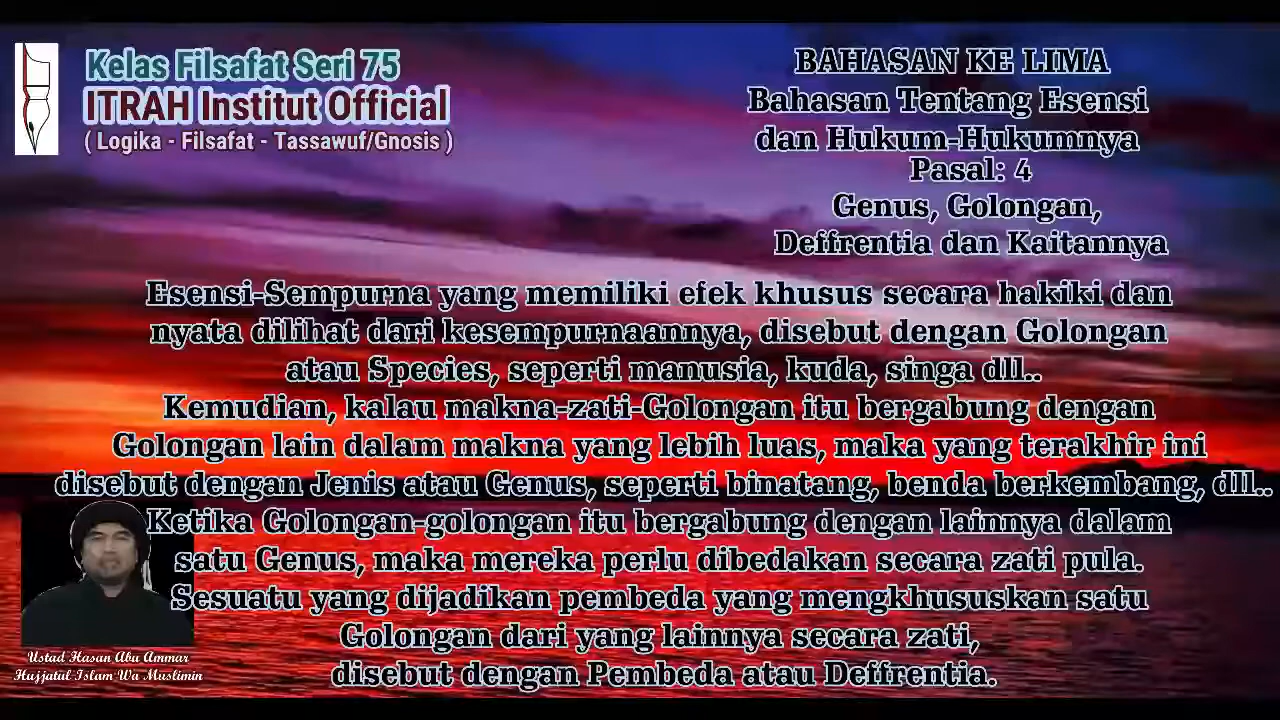 Kelas Filsafat Seri 75
ITRAH Institut Official
( Logika - Filsafat - Tassawuf/Gnosis )
BAHASAN KE LIMA
Bahasan Tentang Esensi
dan Hukum-Hukumnya
Pasal: 4
Genus, Golongan,
Deffrentia dan Kaitannya
Esensi-Sempurna yang memiliki efek khusus secara hakiki dan
nyata dilihat dari kesempurnaannya, disebut dengan Golongan
atau Species, seperti manusia, kuda, singa dll..
Kemudian, kalau makna-zati-Golongan itu bergabung dengan
Golongan lain dalam makna yang lebih luas, maka yang terakhir ini
disebut dengan Jenis atau Genus, seperti binatang, benda berkembang, dll..
Ketika Golongan-golongan itu bergabung dengan lainnya dalam
satu Genus, maka mereka perlu dibedakan secara zati pula.
Sesuatu yang dijadikan pembeda yang mengkhususkan satu
Golongan dari yang lainnya secara zati,
disebut dengan Pembeda atau Deffrentia.
Ustad Hasan Abu Ammar
Hujjatul Islam Wa Muslimin